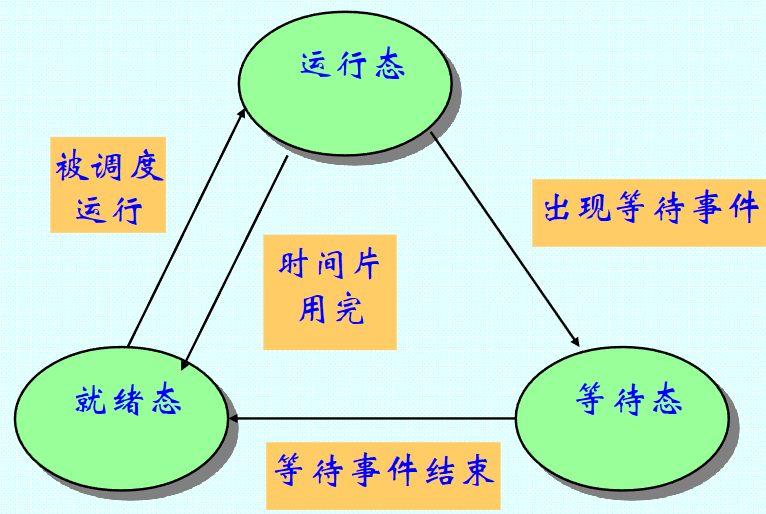 运行态
被调度
运行
出现等待事件
时间片
用完
就绪态
等待态
等待事件结束